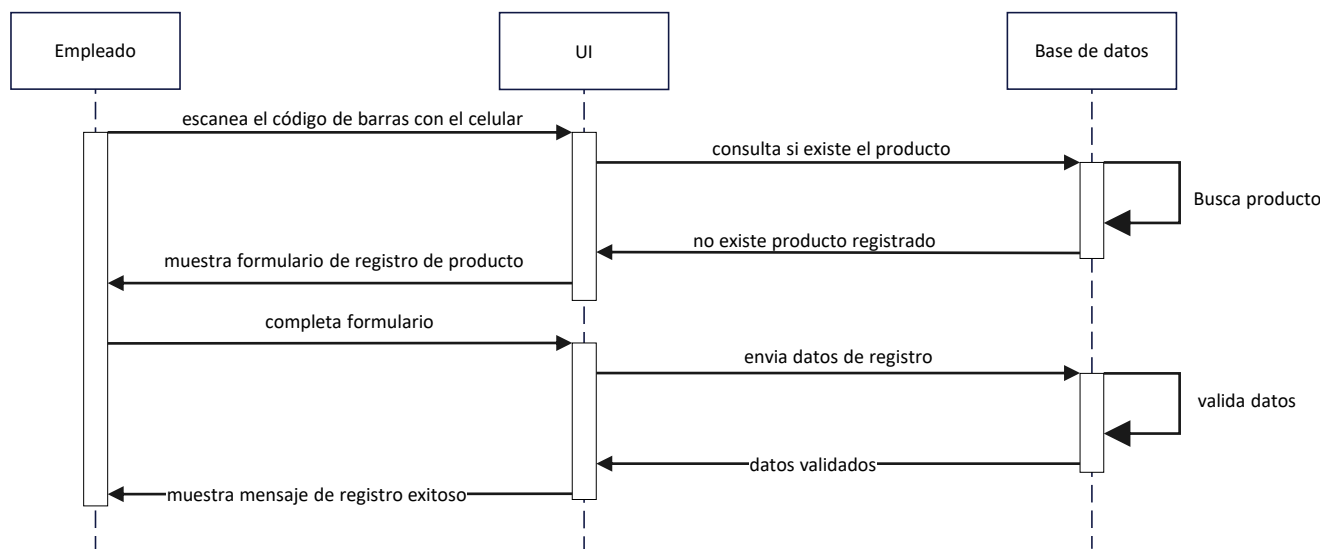 Empleado
UI
Base de datos
escanea el código de barras con el celular
consulta si existe el producto
Busca producto
no existe producto registrado
muestra formulario de registro de producto
completa formulario
envia datos de registro
valida datos
datos validados
muestra mensaje de registro exitoso